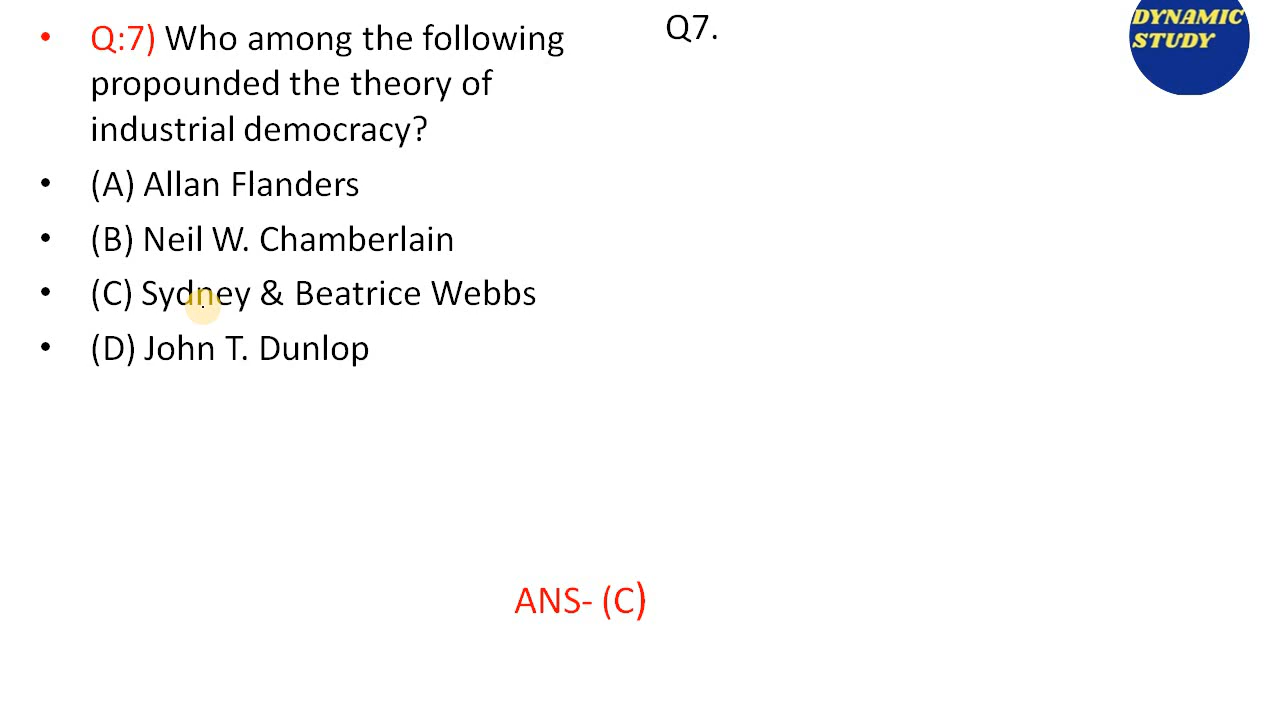 • Q:7) Who among the following
propounded the theory of
industrial democracy?
• (A) Allan Flanders
• (B) Neil W. Chamberlain
• (C) Sydney & Beatrice Webbs
• (D) John T. Dunlop
ANS- (C)
Q7.
DYNAMIC
STUDY